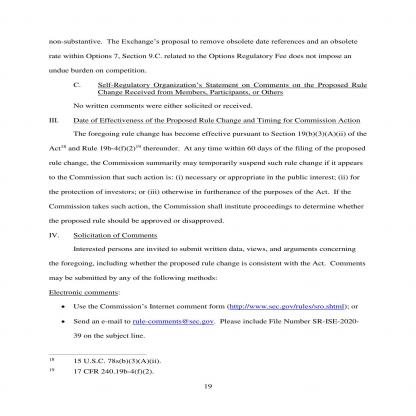 non-substantive. The Exchange's proposal to remove obsolete date references and an obsolete
rate within Options 7, Section 9.C. related to the Options Regulatory Fee does not impose an
undue burden on competition.
C. Self-Regulatory Organization's Statement on Comments on the Proposed Rule
Change Received from Members, Participants, or Others
No written comments were either solicited or received.
III. Date of Effectiveness of the Proposed Rule Change and Timing for Commission Action
The foregoing rule change has become effective pursuant to Section 19(b)(3)(A)(ii) of the
Act18 and Rule 19b-4(f)(2)19 thereunder. At any time within 60 days of the filing of the proposed
rule change, the Commission summarily may temporarily suspend such rule change if it appears
to the Commission that such action is: (i) necessary or appropriate in the public interest; (ii) for
the protection of investors; or (iii) otherwise in furtherance of the purposes of the Act. If the
Commission takes such action, the Commission shall institute proceedings to determine whether
the proposed rule should be approved or disapproved.
IV. Solicitation of Comments
Interested persons are invited to submit written data, views, and arguments concerning
the foregoing, including whether the proposed rule change is consistent with the Act. Comments
may be submitted by any of the following methods:
Electronic comments:
• Use the Commission's Internet comment form (http://www.sec.gov/rules/sro.shtml); or
• Send an e-mail to rule-comments@sec.gov. Please include File Number SR-ISE-2020-
39 on the subject line.
18 15 U.S.C. 78s(b)(3)(A)(ii).
19 17 CFR 240.19b-4(f)(2).
19